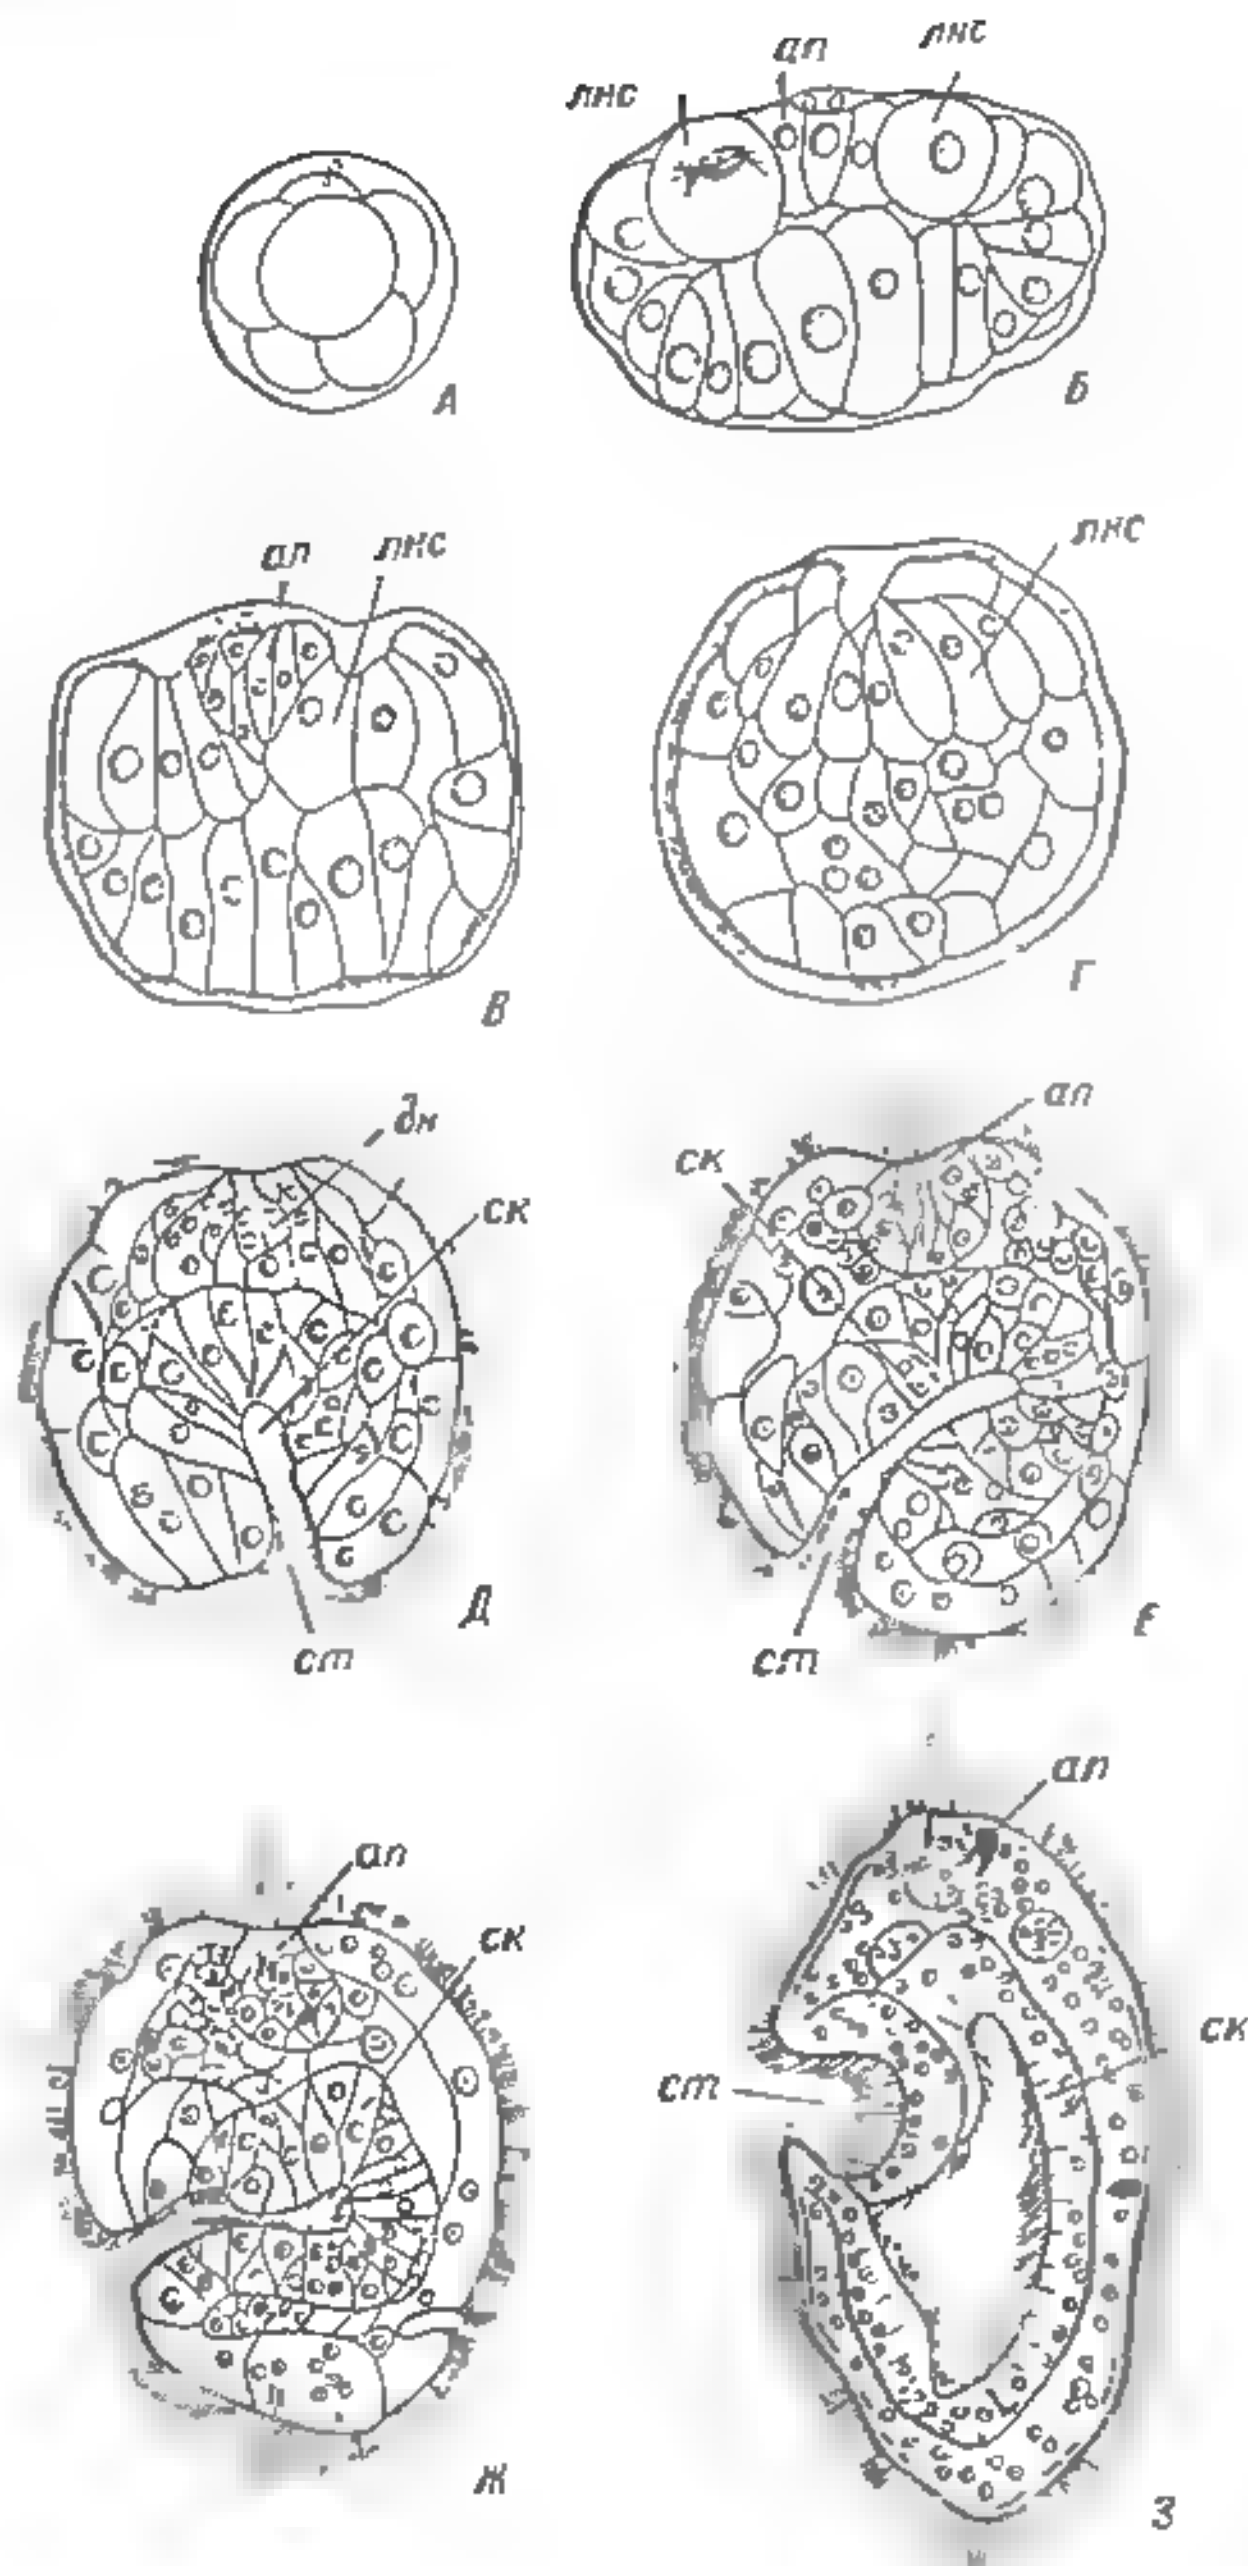 лнс ап лнс
А Б
ап лнс лнс
В Г
дн ск
ск ап
ст ст
Д Е
ап ск
ап ск
ст
Ж З